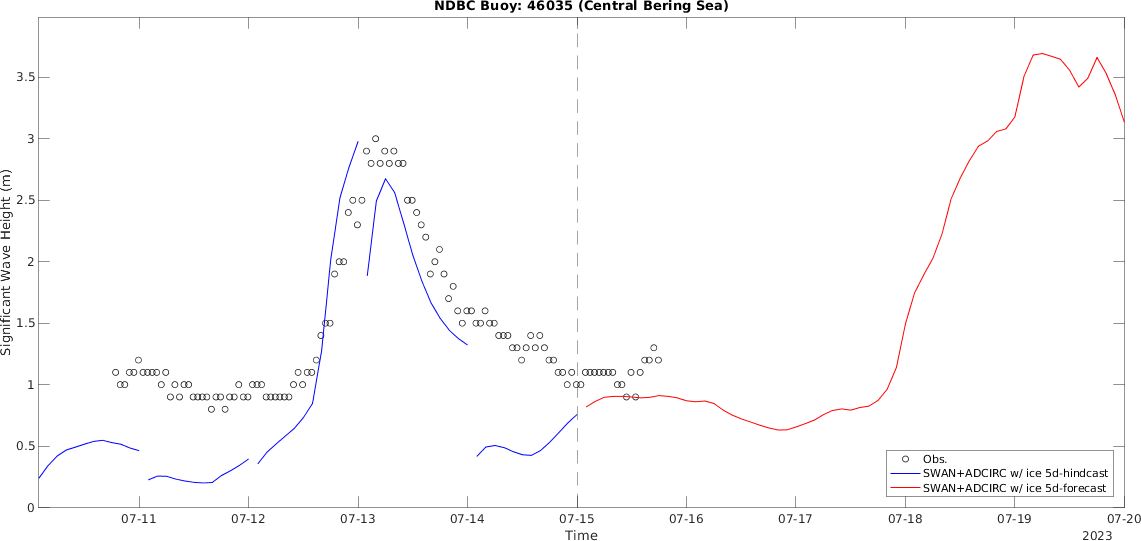 NDBC Buoy: 46035 (Central Bering Sea)
Significant Wave Height (m)
3.5
3
2.5
2
1.5
1
0.5
0
07-11 07-12 07-13 07-14 07-15 07-16 07-17 07-18 07-19 07-20
Time
2023
Obs.
SWAN+ADCIRC w/ ice 5d-hindcast
SWAN+ADCIRC w/ ice 5d-forecast